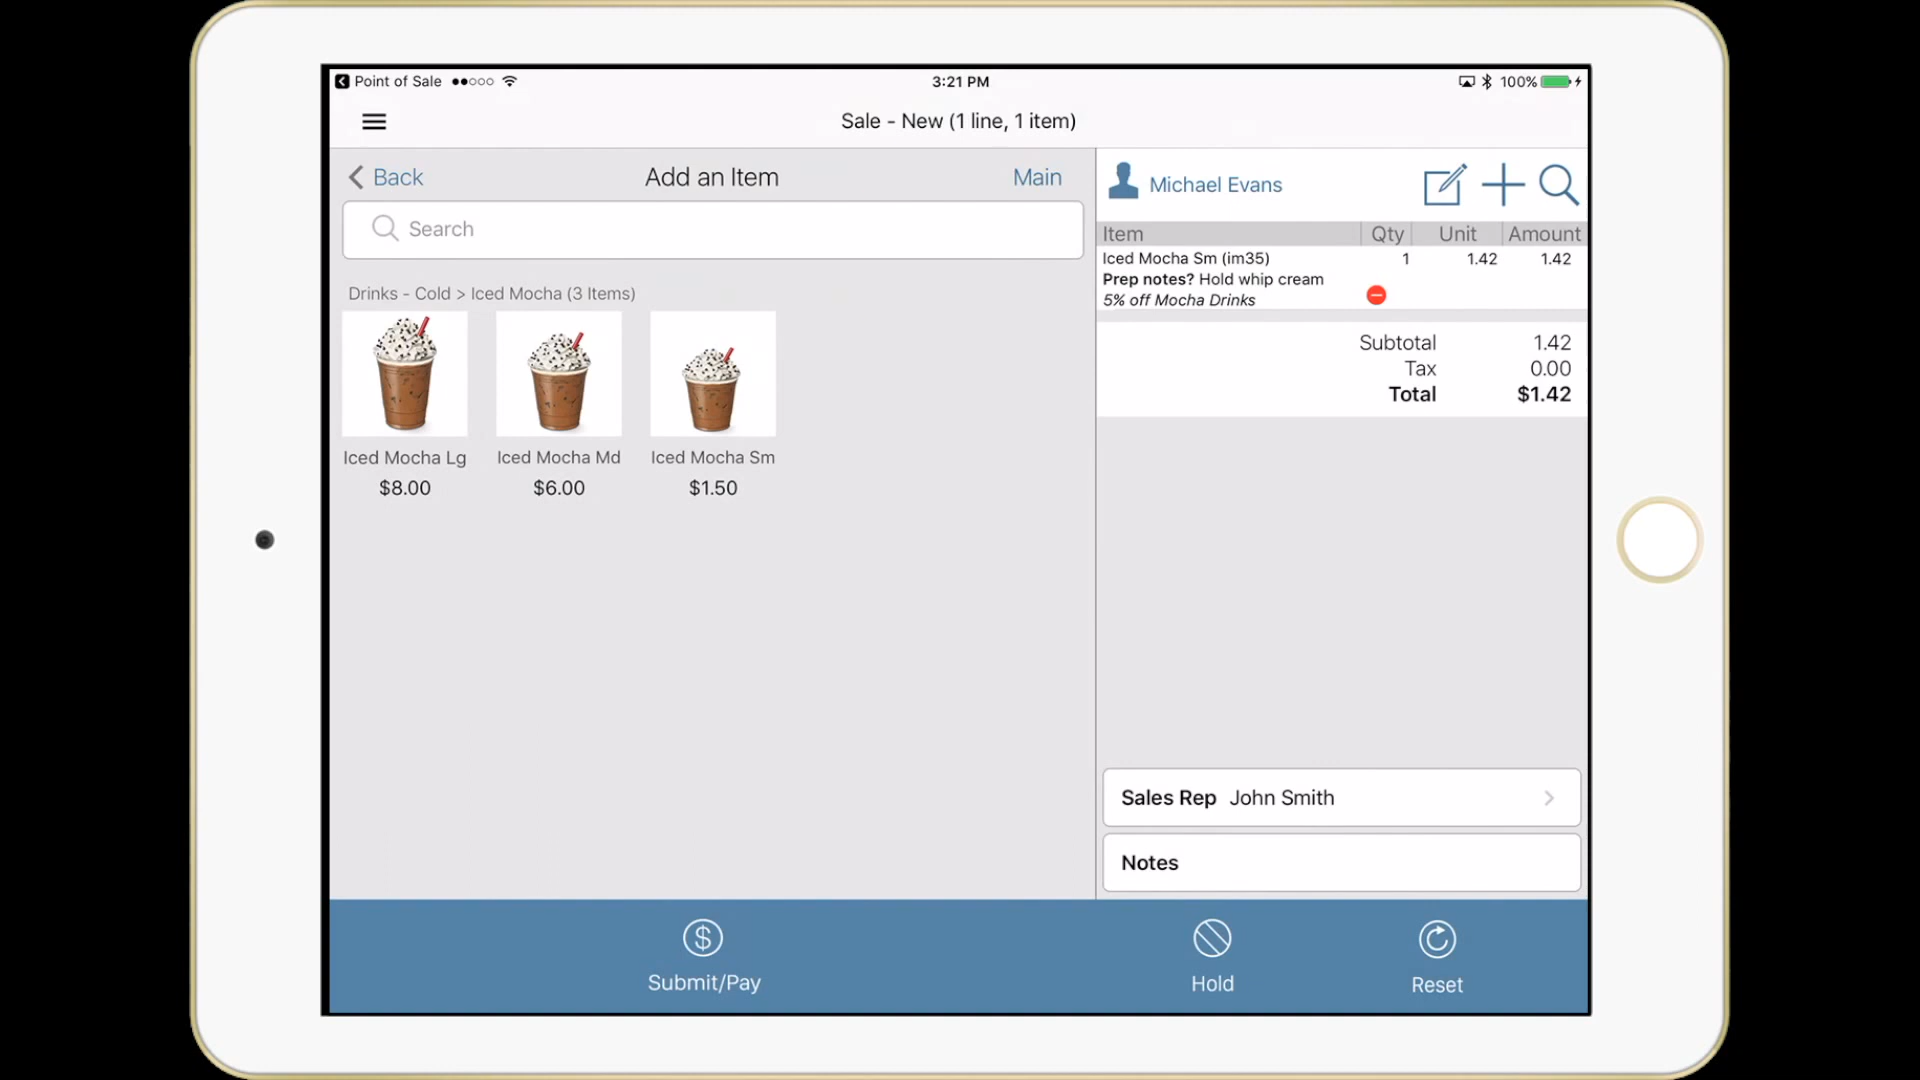 Point of Sale
3:21 PM
100%
Sale - New (1 line, 1 item)
Back
Add an Item
Main
Search
Drinks - Cold > Iced Mocha (3 Items)
Iced Mocha Lg
$8.00
Iced Mocha Md
$6.00
Iced Mocha Sm
$1.50
Michael Evans
Item Qty Unit Amount
Iced Mocha Sm (im35) 1 1.42 1.42
Prep notes? Hold whip cream
5% off Mocha Drinks
Subtotal 1.42
Tax 0.00
Total $1.42
Sales Rep John Smith
Notes
$
Submit/Pay
Hold
Reset